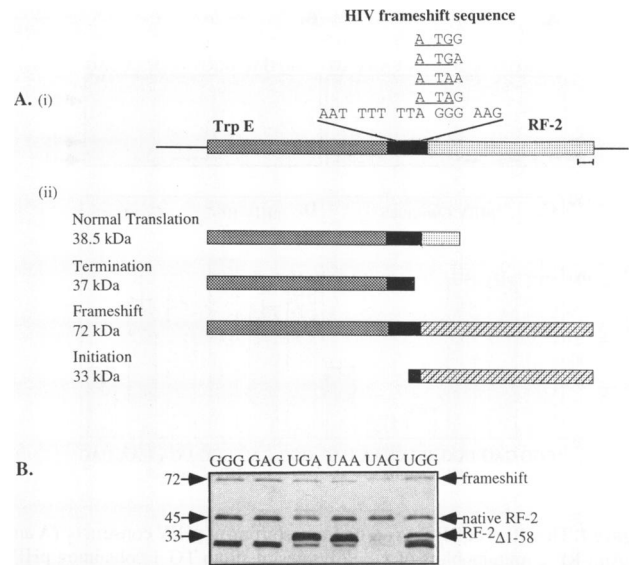 HIV frameshift sequence
A TGG
A TGA
A TAA
A TAG
A. (i)
AAT TTT TTA GGG AAG
Trp E
RF-2
(ii)
Normal Translation
38.5 kDa
Termination
37 kDa
Frameshift
72 kDa
Initiation
33 kDa
B.
GGG GAG UGA UAA UAG UGG
72 frameshift
45 native RF-2
33 RF-2Δ1-58